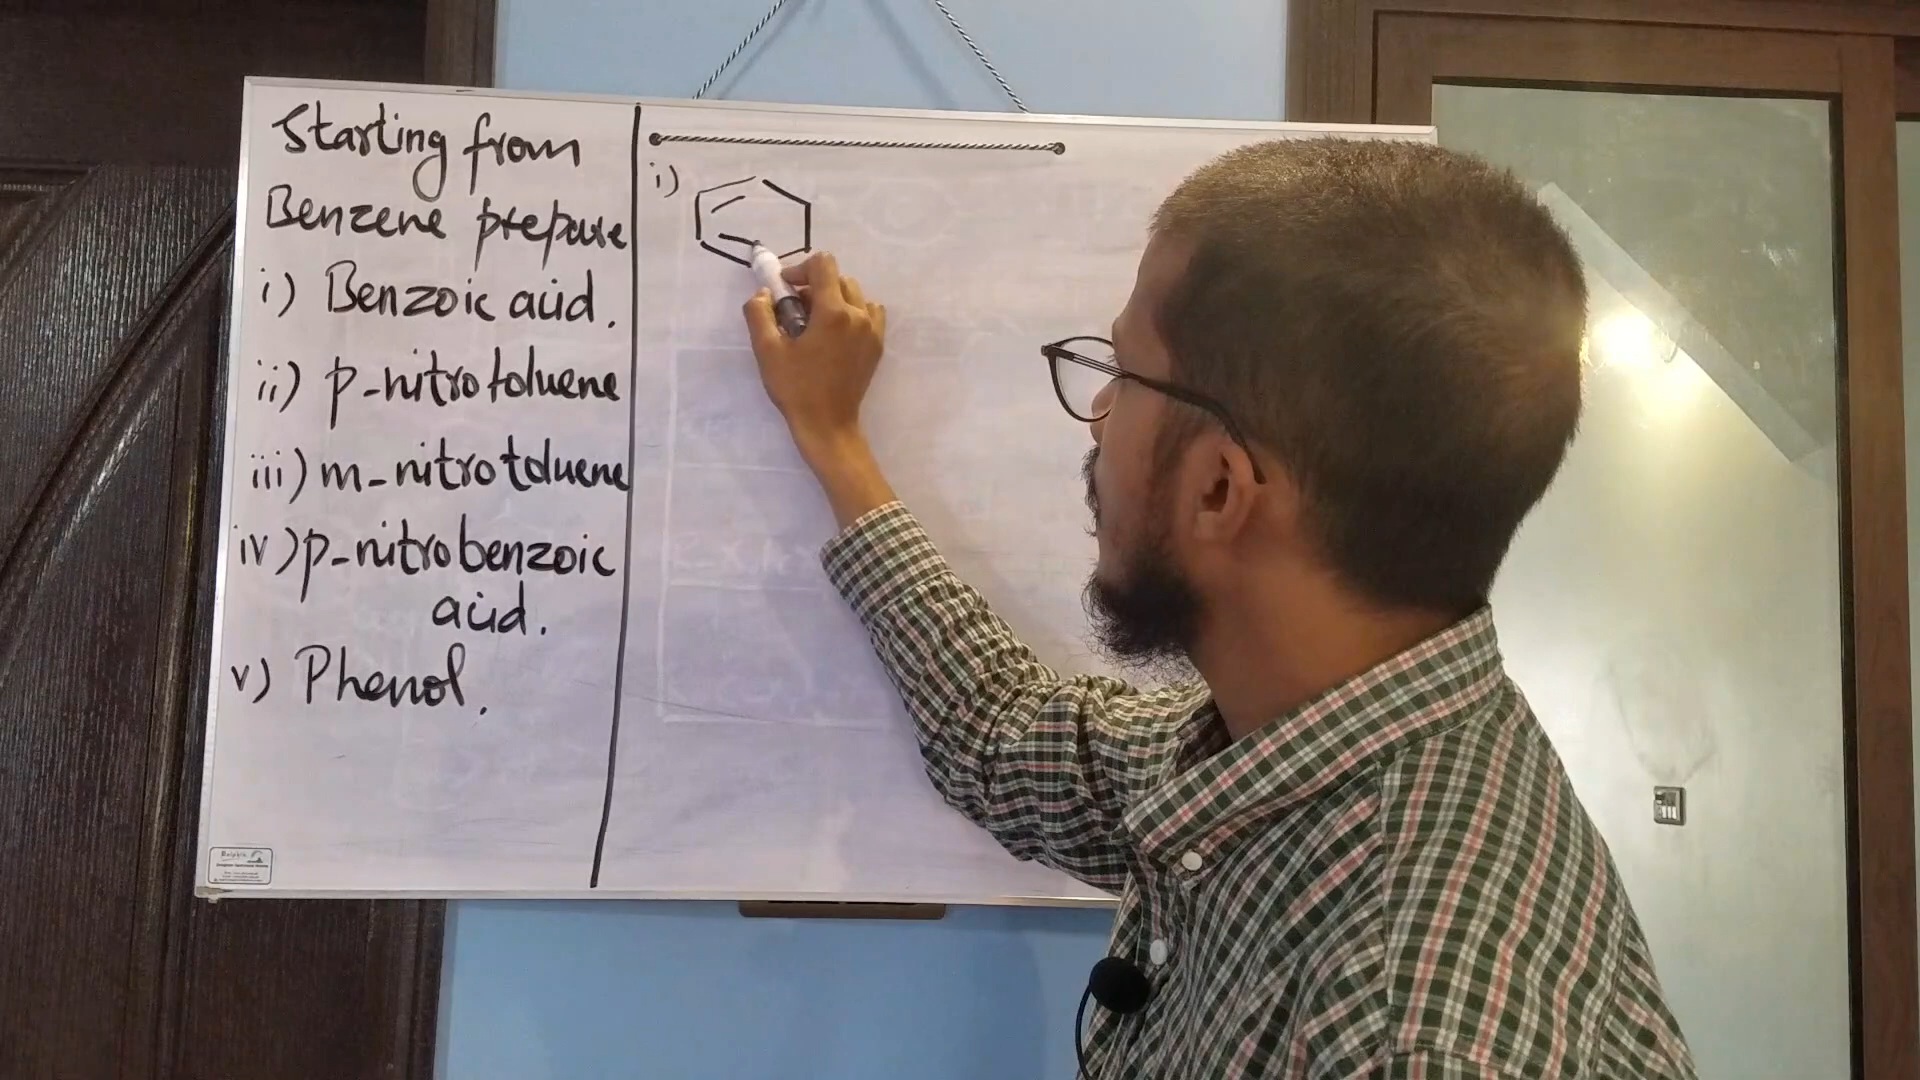 Starting from
Benzene prepare
i) Benzoic acid.
ii) p-nitrotoluene
iii) m-nitrotoluene
iv) p-nitrobenzoic
acid.
v) Phenol.
i)